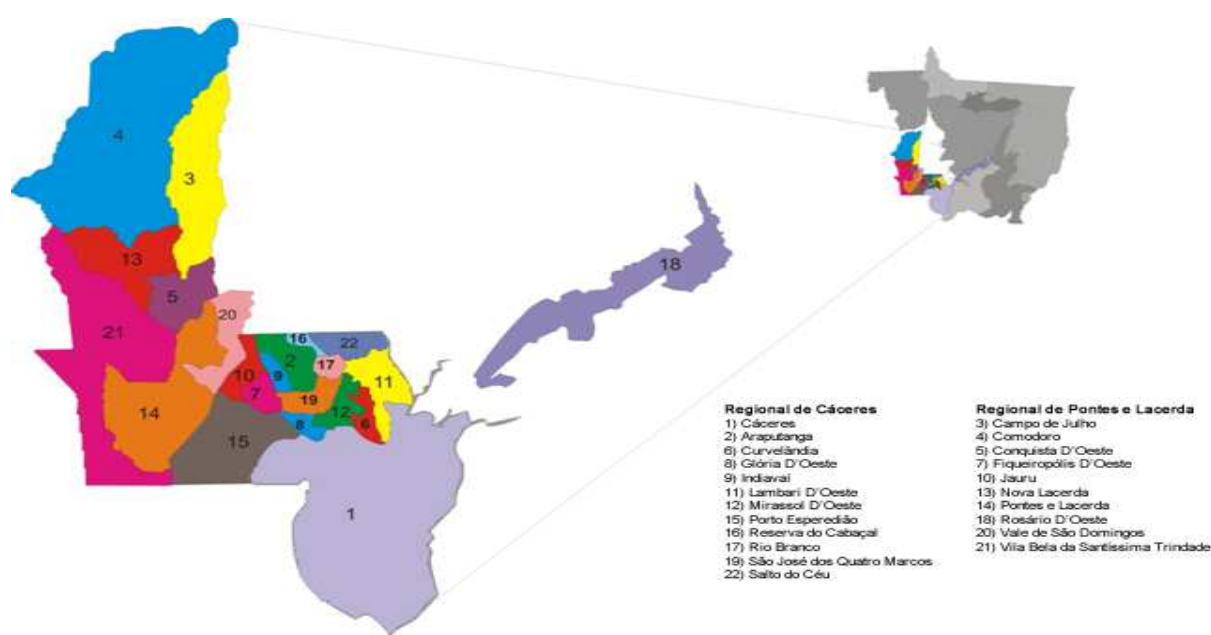 4
3
13
5
18
20
21
16
22
2
17
10
9
11
7
19
14
12
8
6
15
1
Regional de Cáceres
1) Cáceres
2) Araputanga
6) Curvelândia
8) Glória D'Oeste
9) Indiavaí
11) Lambari D'Oeste
12) Mirassol D'Oeste
15) Porto Esperedião
16) Reserva do Cabaçal
17) Rio Branco
19) São José dos Quatro Marcos
22) Salto do Céu
Regional de Pontes e Lacerda
3) Campo de Julho
4) Comodoro
5) Conquista D'Oeste
7) Fiqueirópolis D'Oeste
10) Jauru
13) Nova Lacerda
14) Pontes e Lacerda
18) Rosário D'Oeste
20) Vale de São Domingos
21) Vila Bela da Santíssima Trindade